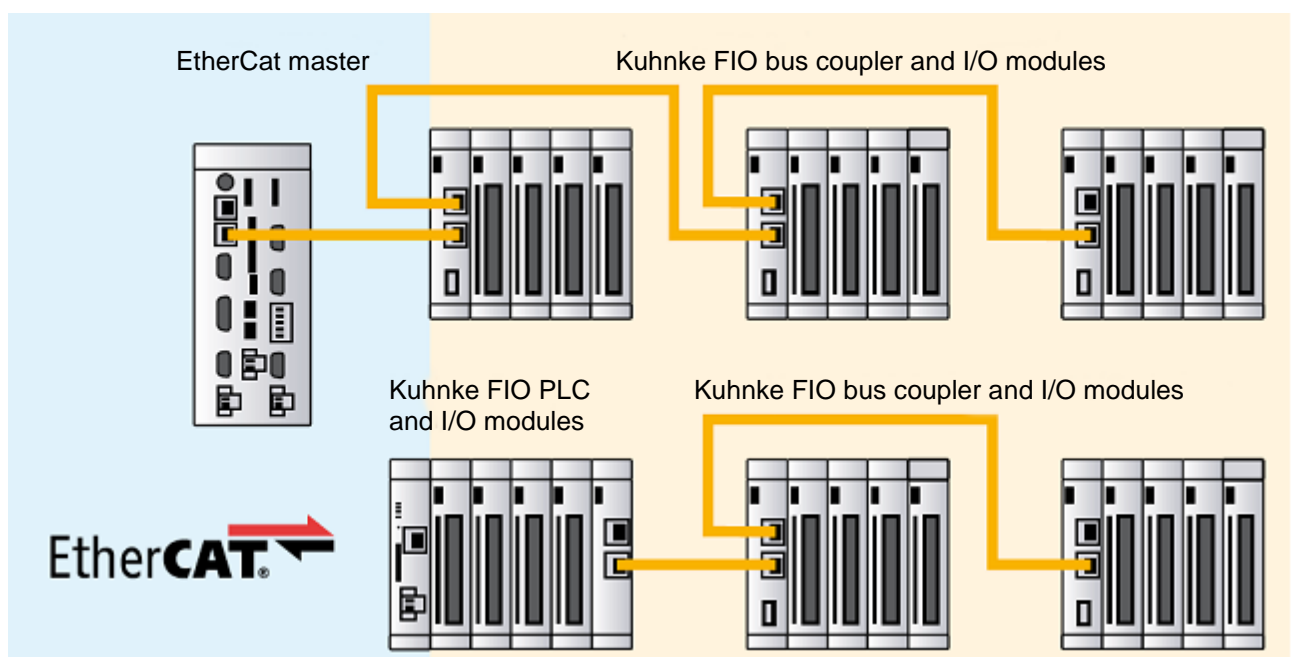 EtherCat master
Kuhnke FIO bus coupler and I/O modules
Kuhnke FIO PLC
and I/O modules
Kuhnke FIO bus coupler and I/O modules
EtherCAT®